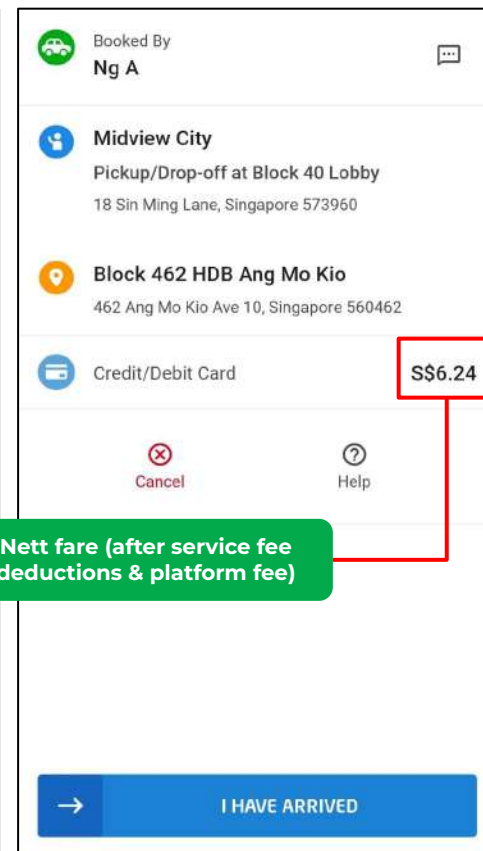 Booked By
Ng A
Midview City
Pickup/Drop-off at Block 40 Lobby
18 Sin Ming Lane, Singapore 573960
Block 462 HDB Ang Mo Kio
462 Ang Mo Kio Ave 10, Singapore 560462
Credit/Debit Card
S$6.24
Cancel
Help
Nett fare (after service fee
deductions & platform fee)
I HAVE ARRIVED